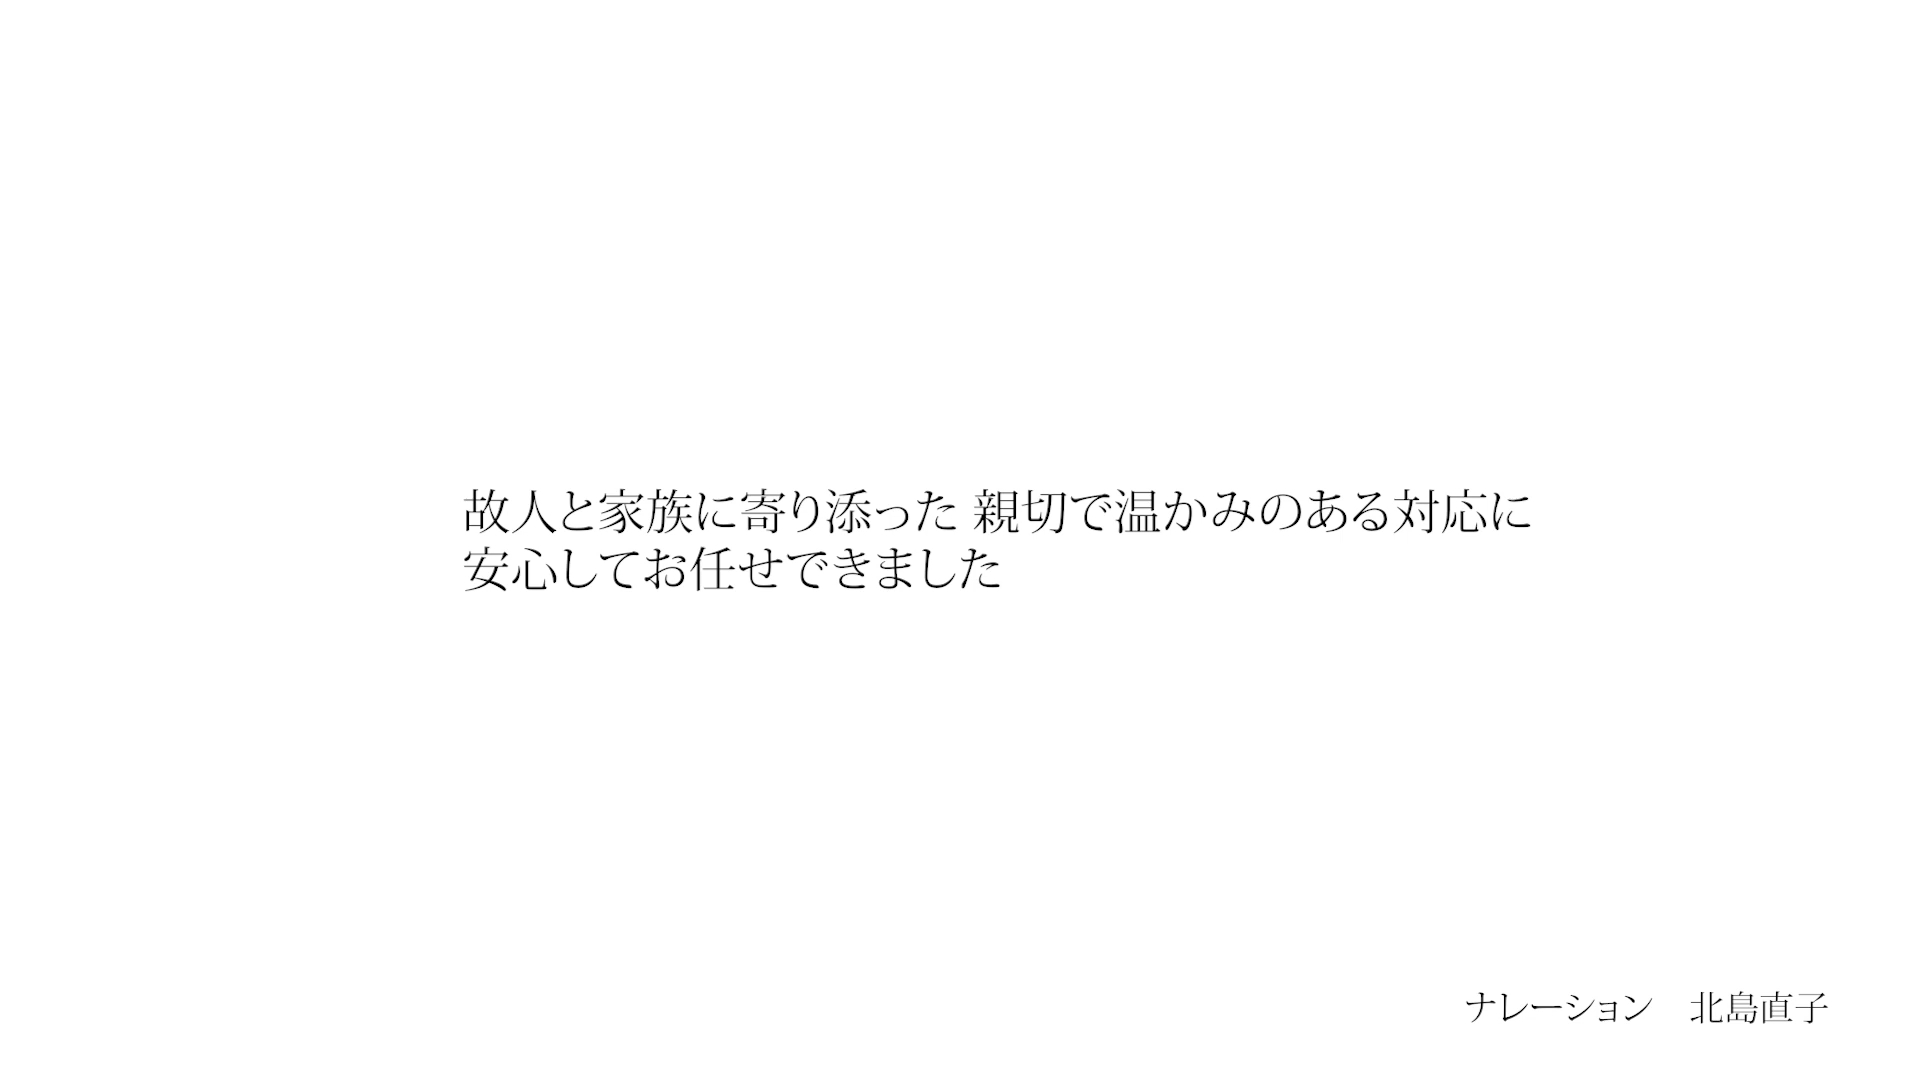 故人と家族に寄り添った 親切で温かみのある対応に
安心してお任せできました
ナレーション　北島直子